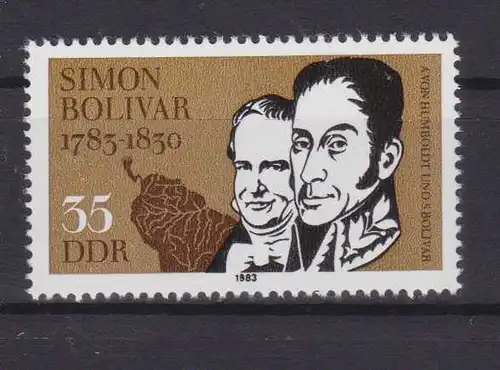 SIMON
BOLIVAR
1783-1830
35
DDR
1983
A.VON HUMBOLDT UND S.BOLIVAR